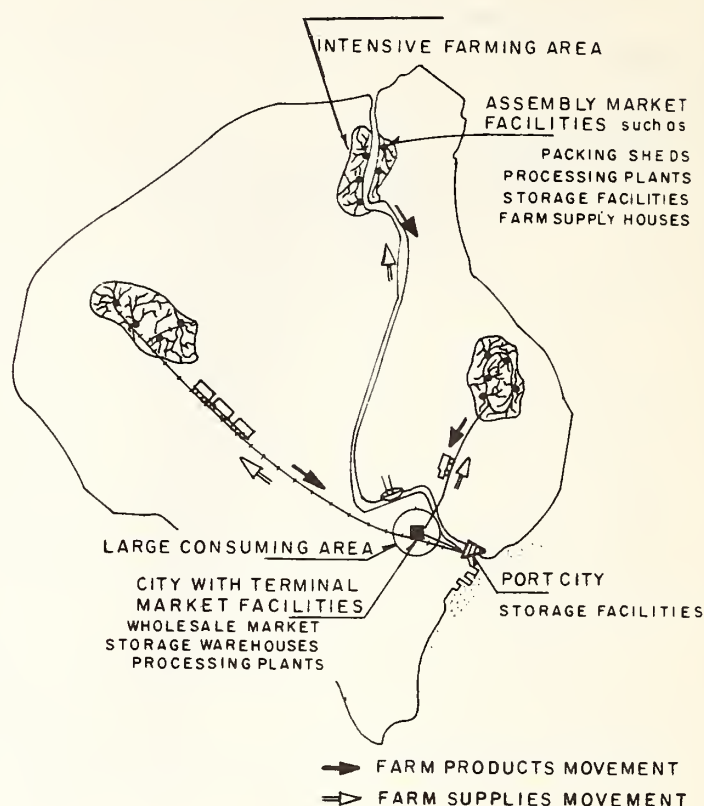 INTENSIVE FARMING AREA
ASSEMBLY MARKET
FACILITIES such as
PACKING SHEDS
PROCESSING PLANTS
STORAGE FACILITIES
FARM SUPPLY HOUSES
LARGE CONSUMING AREA
CITY WITH TERMINAL
MARKET FACILITIES
WHOLESALE MARKET
STORAGE WAREHOUSES
PROCESSING PLANTS
PORT CITY
STORAGE FACILITIES
FARM PRODUCTS MOVEMENT
FARM SUPPLIES MOVEMENT